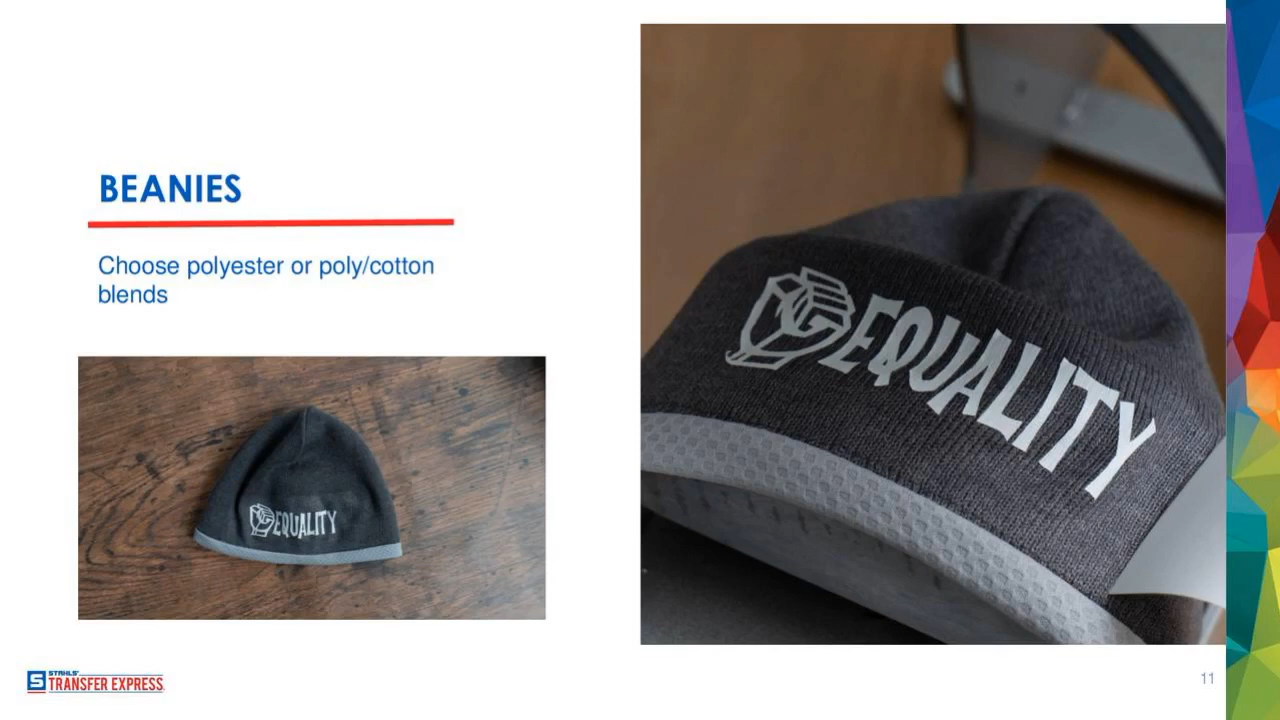 BEANIES
Choose polyester or poly/cotton
blends
EQUALITY
EQUALITY
STAHLS'
TRANSFER EXPRESS
11